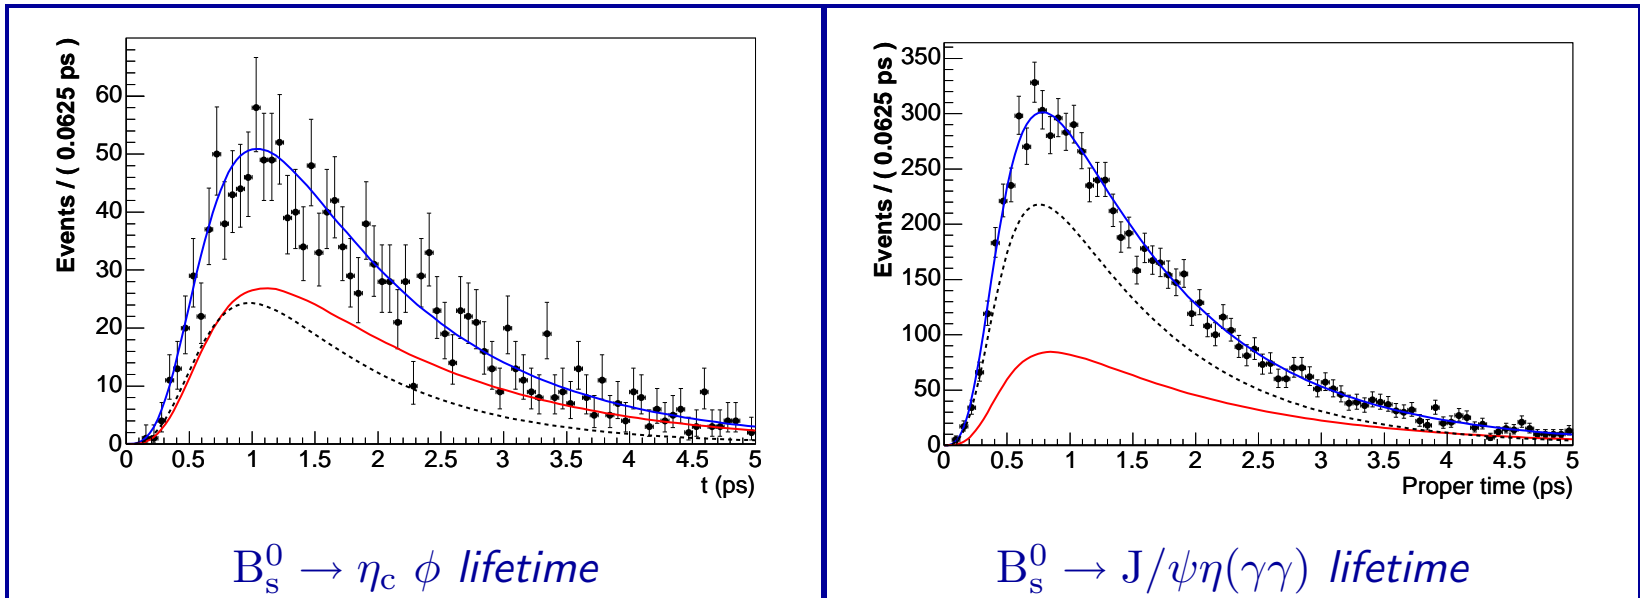 Events / ( 0.0625 ps )
60
50
40
30
20
10
0
0 0.5 1 1.5 2 2.5 3 3.5 4 4.5 5
t (ps)
B⁰ₛ → η_c ϕ lifetime
Events / ( 0.0625 ps )
350
300
250
200
150
100
50
0
0 0.5 1 1.5 2 2.5 3 3.5 4 4.5 5
Proper time (ps)
B⁰ₛ → J/ψη(γγ) lifetime